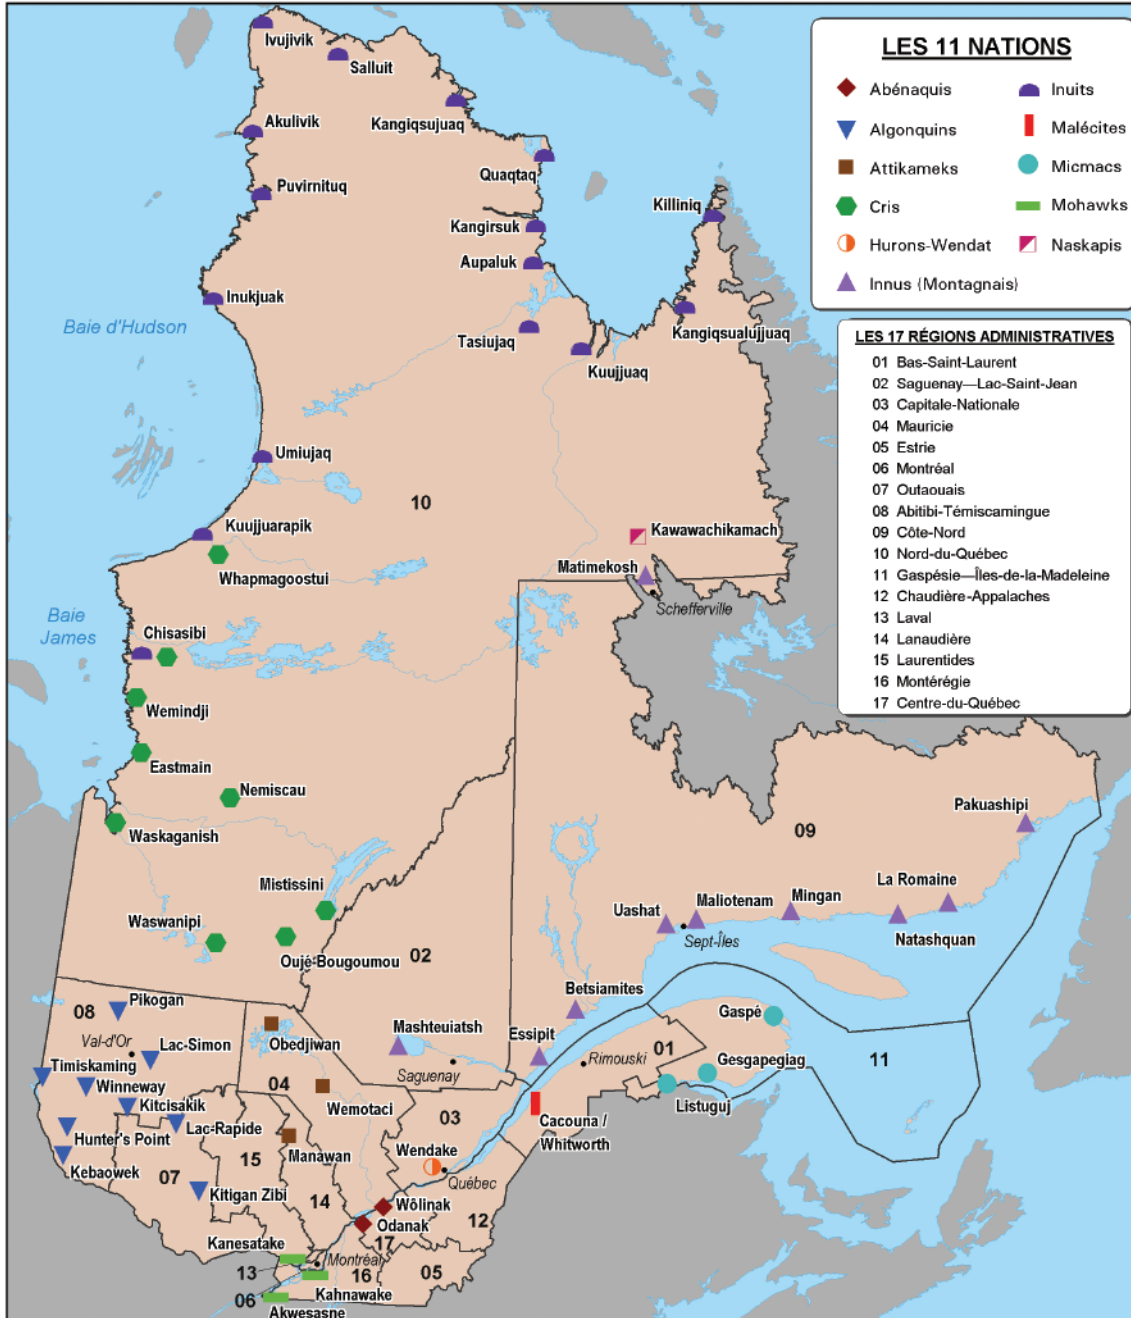 LES 11 NATIONS
Abénaquis
Algonquins
Attikameks
Cris
Hurons-Wendat
Innus (Montagnais)
Inuits
Malécites
Micmacs
Mohawks
Naskapis
LES 17 RÉGIONS ADMINISTRATIVES
01 Bas-Saint-Laurent
02 Saguenay—Lac-Saint-Jean
03 Capitale-Nationale
04 Mauricie
05 Estrie
06 Montréal
07 Outaouais
08 Abitibi-Témiscamingue
09 Côte-Nord
10 Nord-du-Québec
11 Gaspésie—Îles-de-la-Madeleine
12 Chaudière-Appalaches
13 Laval
14 Lanaudière
15 Laurentides
16 Montérégie
17 Centre-du-Québec
Ivujivik
Salluit
Kangiqsujuaq
Akulivik
Quaqtaq
Puvirnituq
Killiniq
Kangirsuk
Aupaluk
Inukjuak
Baie d'Hudson
Tasiujaq
Kangiqsualujjuaq
Kuujjuaq
Umiujaq
10
Kuujjuarapik
Kawawachikamach
Whapmagoostui
Matimekosh
Schefferville
Baie
James
Chisasibi
Wemindji
Eastmain
Nemiscau
Pakuashipi
Waskaganish
09
Mistissini
La Romaine
Mingan
Maliotenam
Uashat
Waswanipi
Sept-Îles
Natashquan
Oujé-Bougoumou
02
Betsiamites
Pikogan
08
Gaspé
Mashteuiatsh
Essipit
Val-d'Or
Obedjiwan
Lac-Simon
01
Rimouski
Gesgapegiag
11
Timiskaming
Saguenay
Winneway
04
Wemotaci
Listuguj
Kitcisakik
03
Cacouna /
Whitworth
Lac-Rapide
Hunter's Point
Manawan
Wendake
15
Kebaowek
07
Québec
Kitigan Zibi
14
Wôlinak
12
Odanak
17
Kanesatake
Montréal
13
16
05
Kahnawake
06
Akwesasne